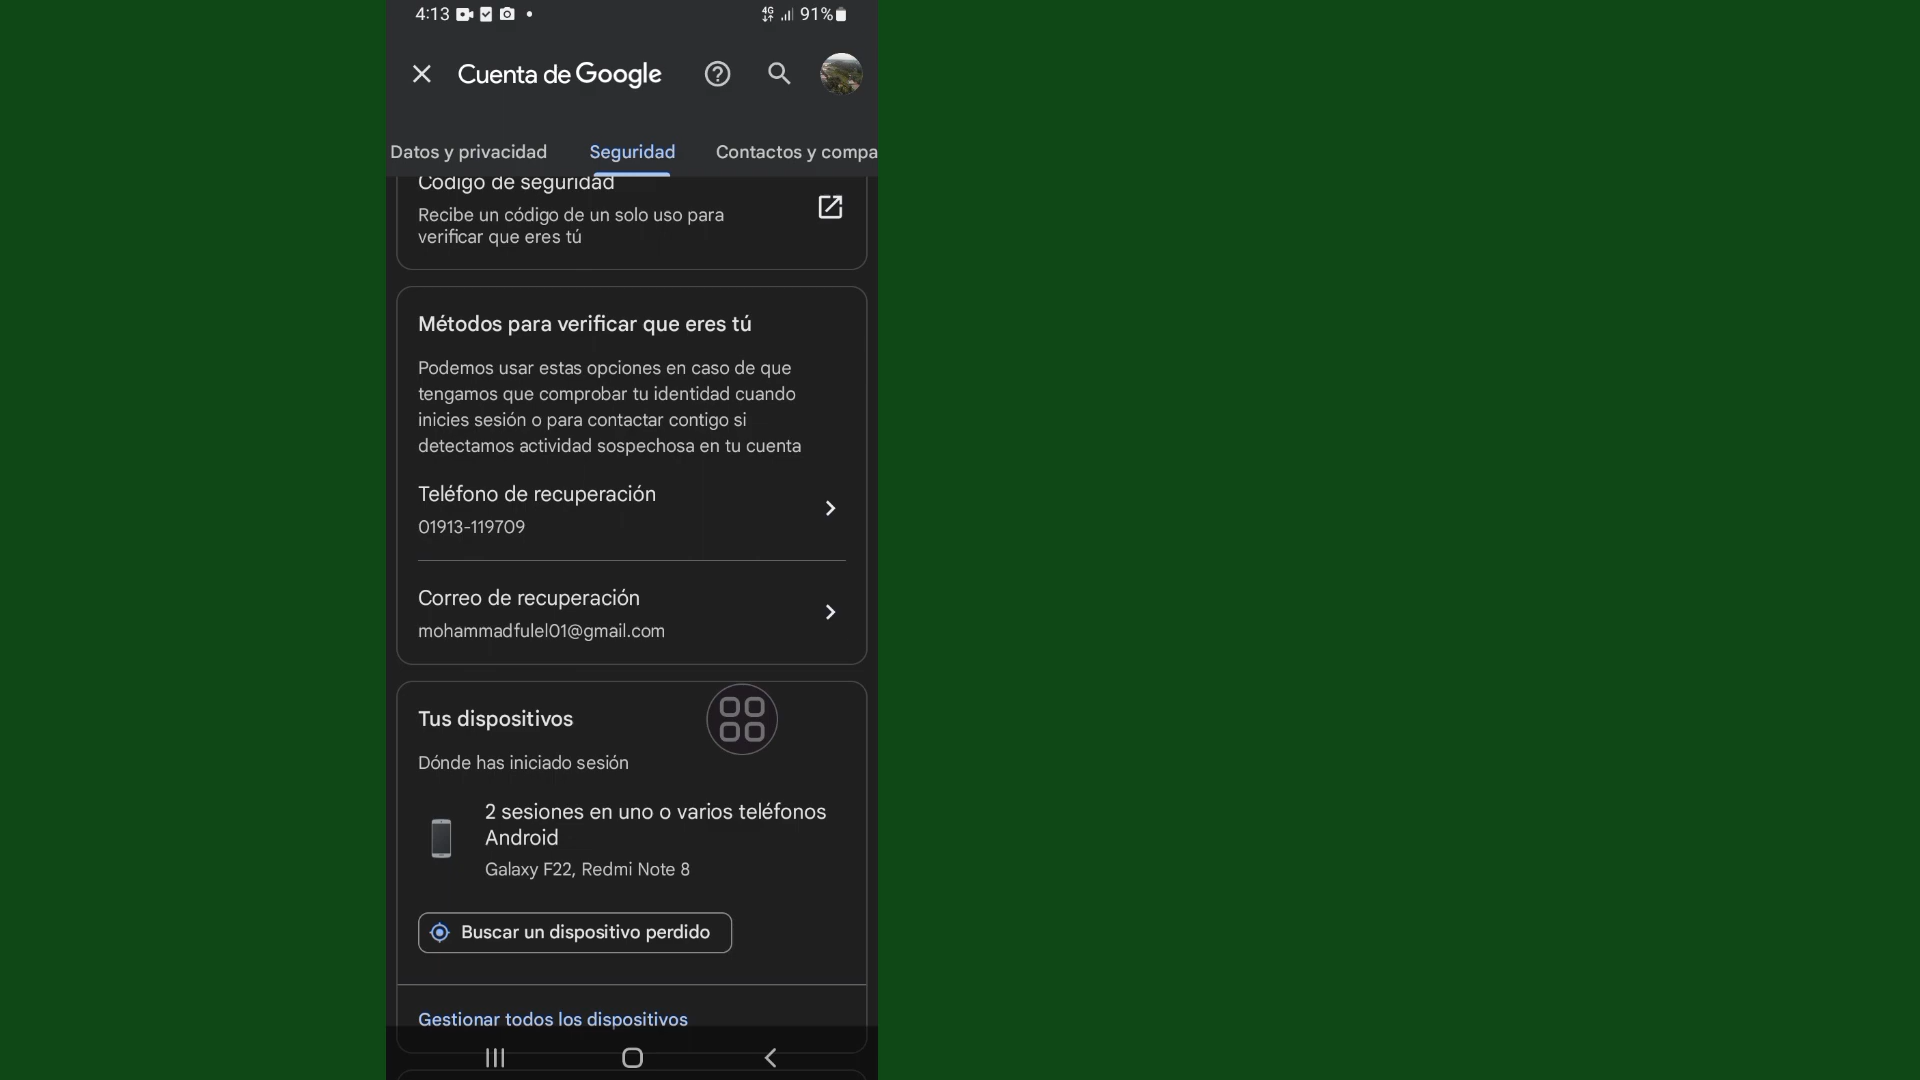 4:13
4G 91%
Cuenta de Google
Datos y privacidad Seguridad Contactos y compa
Código de seguridad
Recibe un código de un solo uso para
verificar que eres tú
Métodos para verificar que eres tú
Podemos usar estas opciones en caso de que
tengamos que comprobar tu identidad cuando
inicies sesión o para contactar contigo si
detectamos actividad sospechosa en tu cuenta
Teléfono de recuperación
01913-119709
Correo de recuperación
mohammadfulel01@gmail.com
Tus dispositivos
Dónde has iniciado sesión
2 sesiones en uno o varios teléfonos
Android
Galaxy F22, Redmi Note 8
Buscar un dispositivo perdido
Gestionar todos los dispositivos